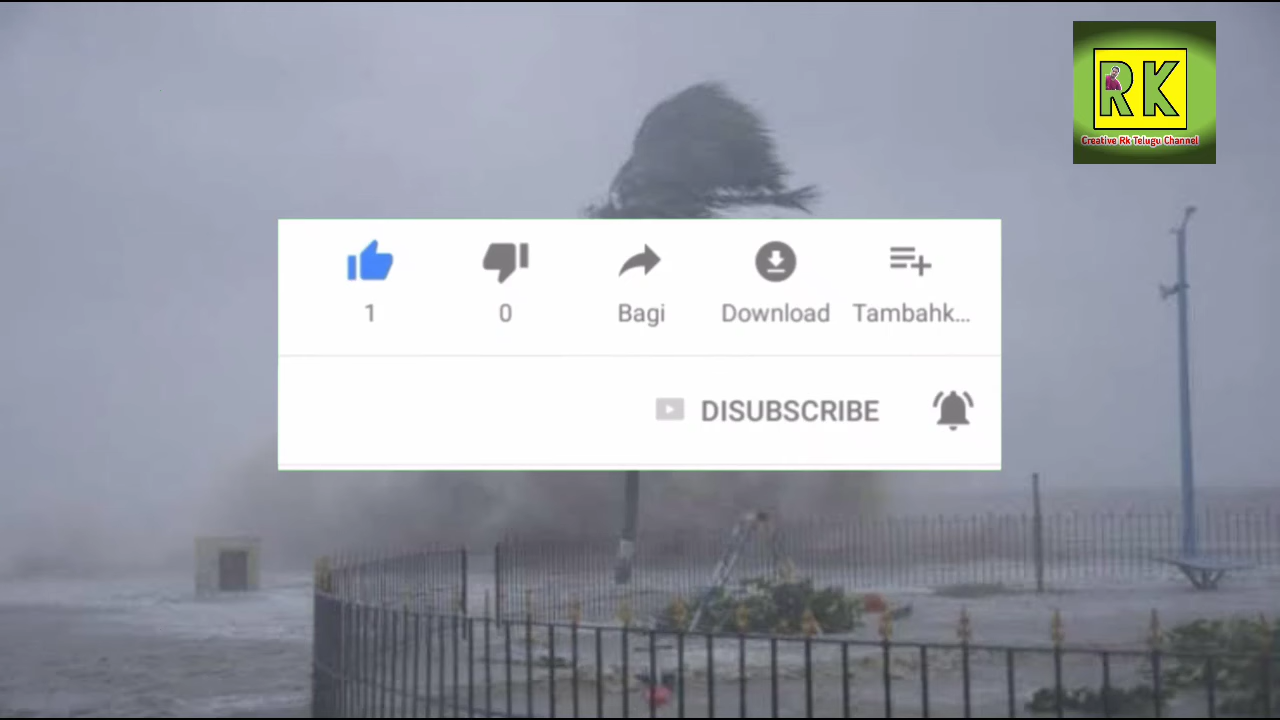 RK
Creative Rk Telugu Channel
1
0
Bagi
Download
Tambahk...
DISUBSCRIBE